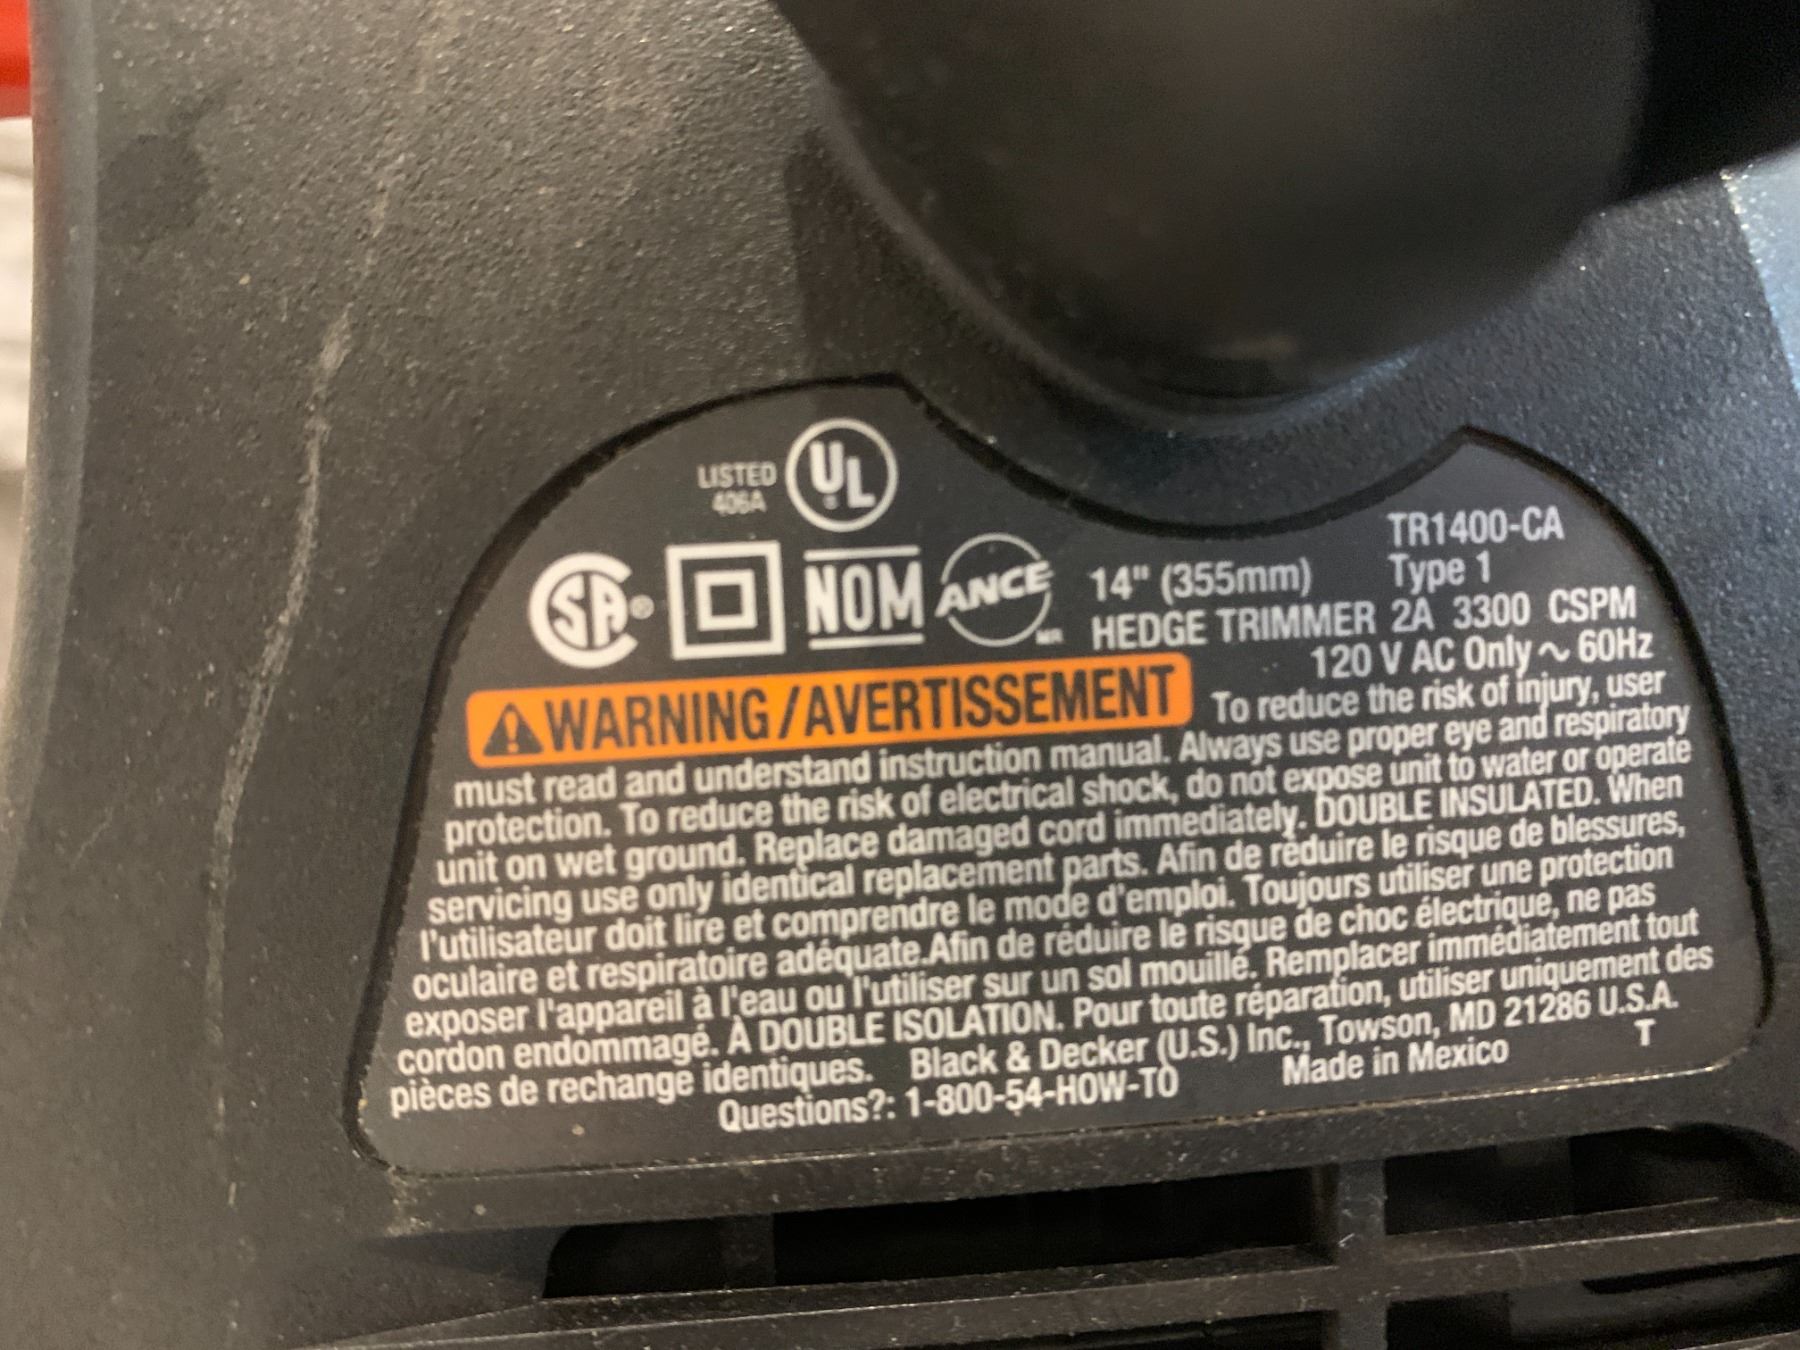 LISTED
406A
UL
TR1400-CA
SA ® NOM ANCE MR 14" (355mm) Type 1
HEDGE TRIMMER 2A 3300 CSPM
120 V AC Only ~ 60Hz
WARNING/AVERTISSEMENT To reduce the risk of injury, user
must read and understand instruction manual. Always use proper eye and respiratory
protection. To reduce the risk of electrical shock, do not expose unit to water or operate
unit on wet ground. Replace damaged cord immediately. DOUBLE INSULATED. When
servicing use only identical replacement parts. Afin de réduire le risque de blessures,
l'utilisateur doit lire et comprendre le mode d'emploi. Toujours utiliser une protection
oculaire et respiratoire adéquate.Afin de réduire le risque de choc électrique, ne pas
exposer l'appareil à l'eau ou l'utiliser sur un sol mouillé. Remplacer immédiatement tout
cordon endommagé. À DOUBLE ISOLATION. Pour toute réparation, utiliser uniquement des
pièces de rechange identiques. Black & Decker (U.S.) Inc., Towson, MD 21286 U.S.A.
Questions?: 1-800-54-HOW-TO Made in Mexico T